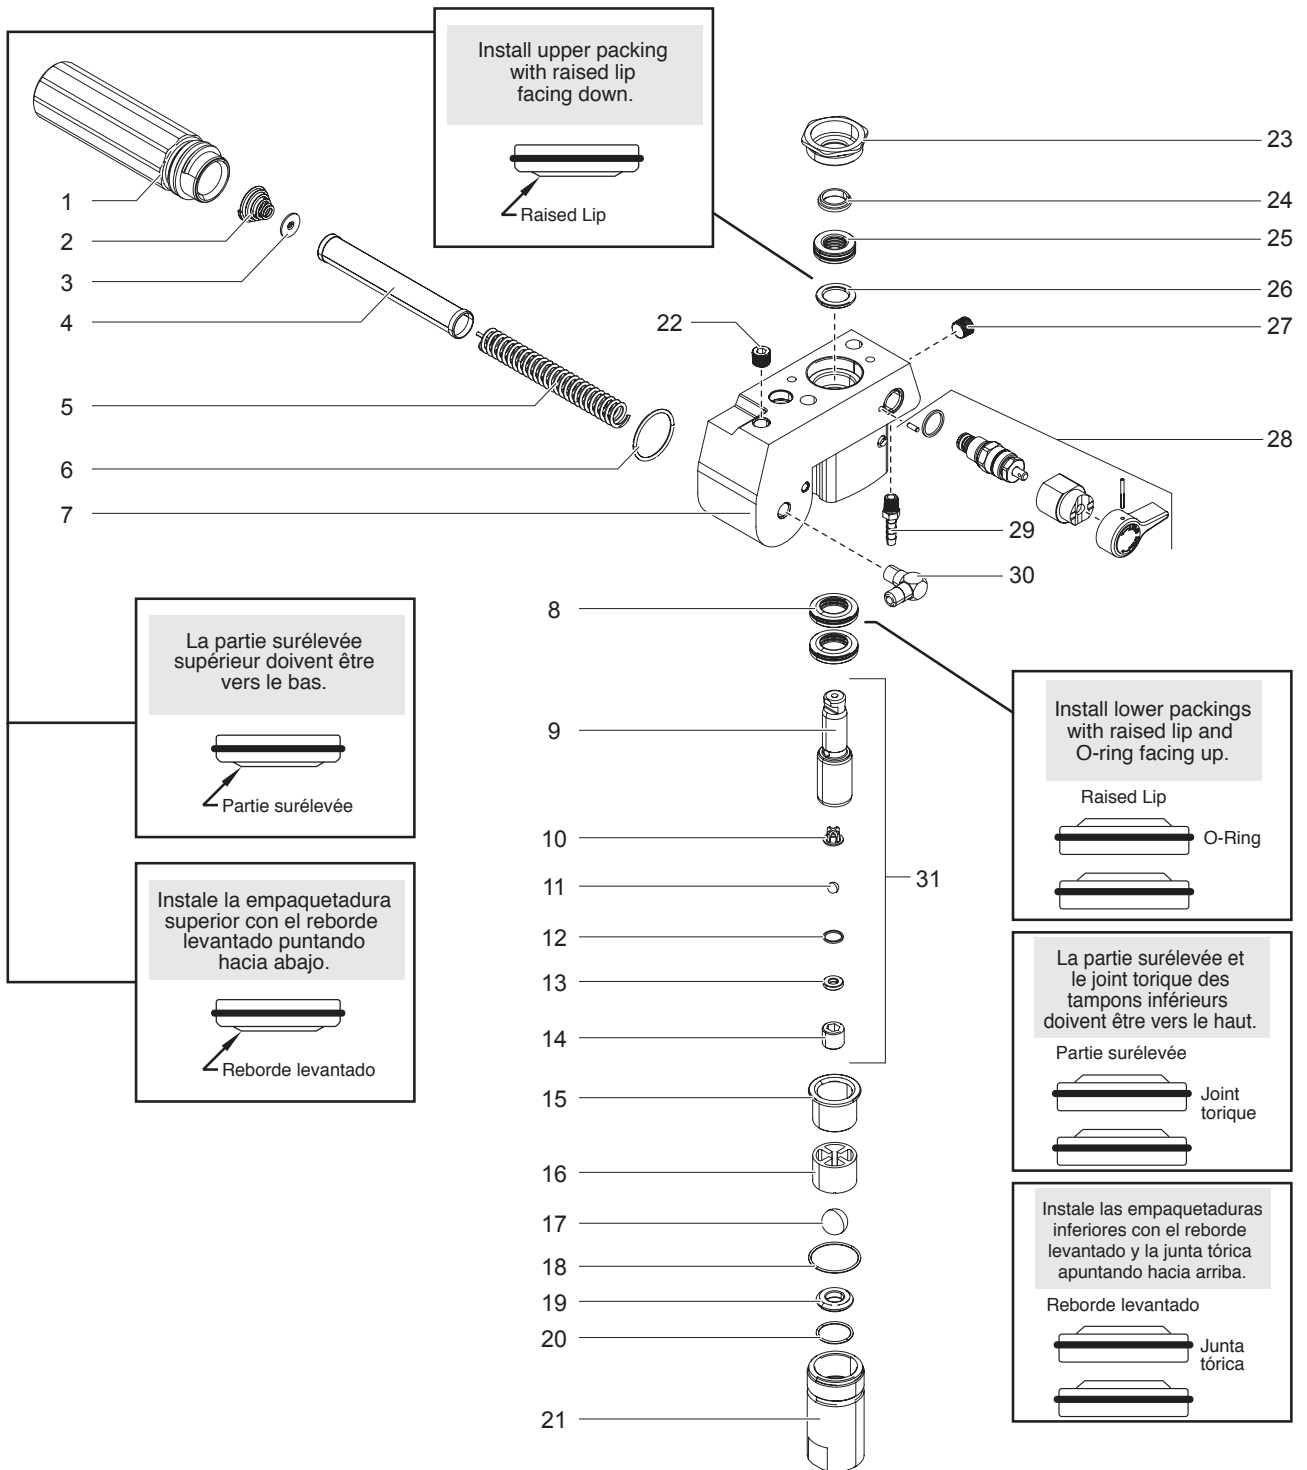 Install upper packing
with raised lip
facing down.
Raised Lip
1
2
3
4
5
6
7
22
23
24
25
26
27
28
29
30
La partie surélevée
supérieur doivent être
vers le bas.
Partie surélevée
Instale la empaquetadura
superior con el reborde
levantado puntando
hacia abajo.
Reborde levantado
8
9
10
11
12
13
14
15
16
17
18
19
20
21
31
Install lower packings
with raised lip and
O-ring facing up.
Raised Lip
O-Ring
La partie surélevée et
le joint torique des
tampons inférieurs
doivent être vers le haut.
Partie surélevée
Joint
torique
Instale las empaquetaduras
inferiores con el reborde
levantado y la junta tórica
apuntando hacia arriba.
Reborde levantado
Junta
tórica